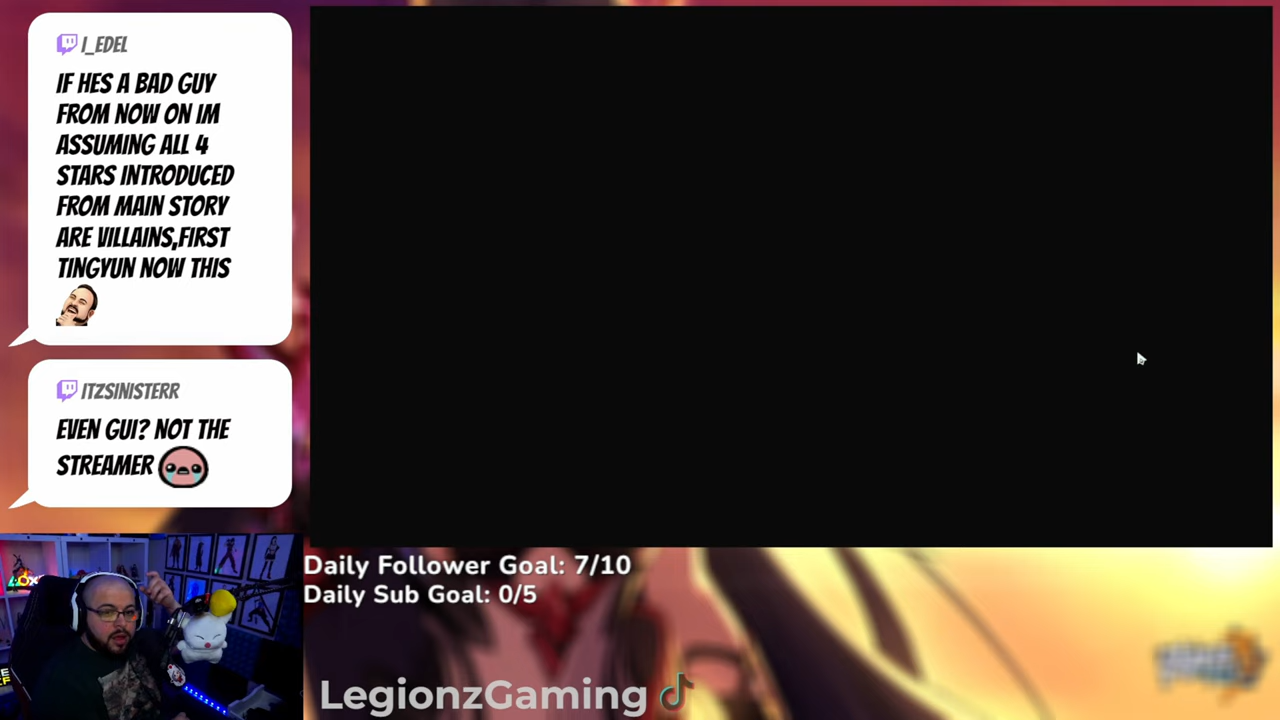 I_EDEL
IF HES A BAD GUY
FROM NOW ON IM
ASSUMING ALL 4
STARS INTRODUCED
FROM MAIN STORY
ARE VILLAINS,FIRST
TINGYUN NOW THIS
ITZSINISTERR
EVEN GUI? NOT THE
STREAMER
Daily Follower Goal: 7/10
Daily Sub Goal: 0/5
LegionzGaming